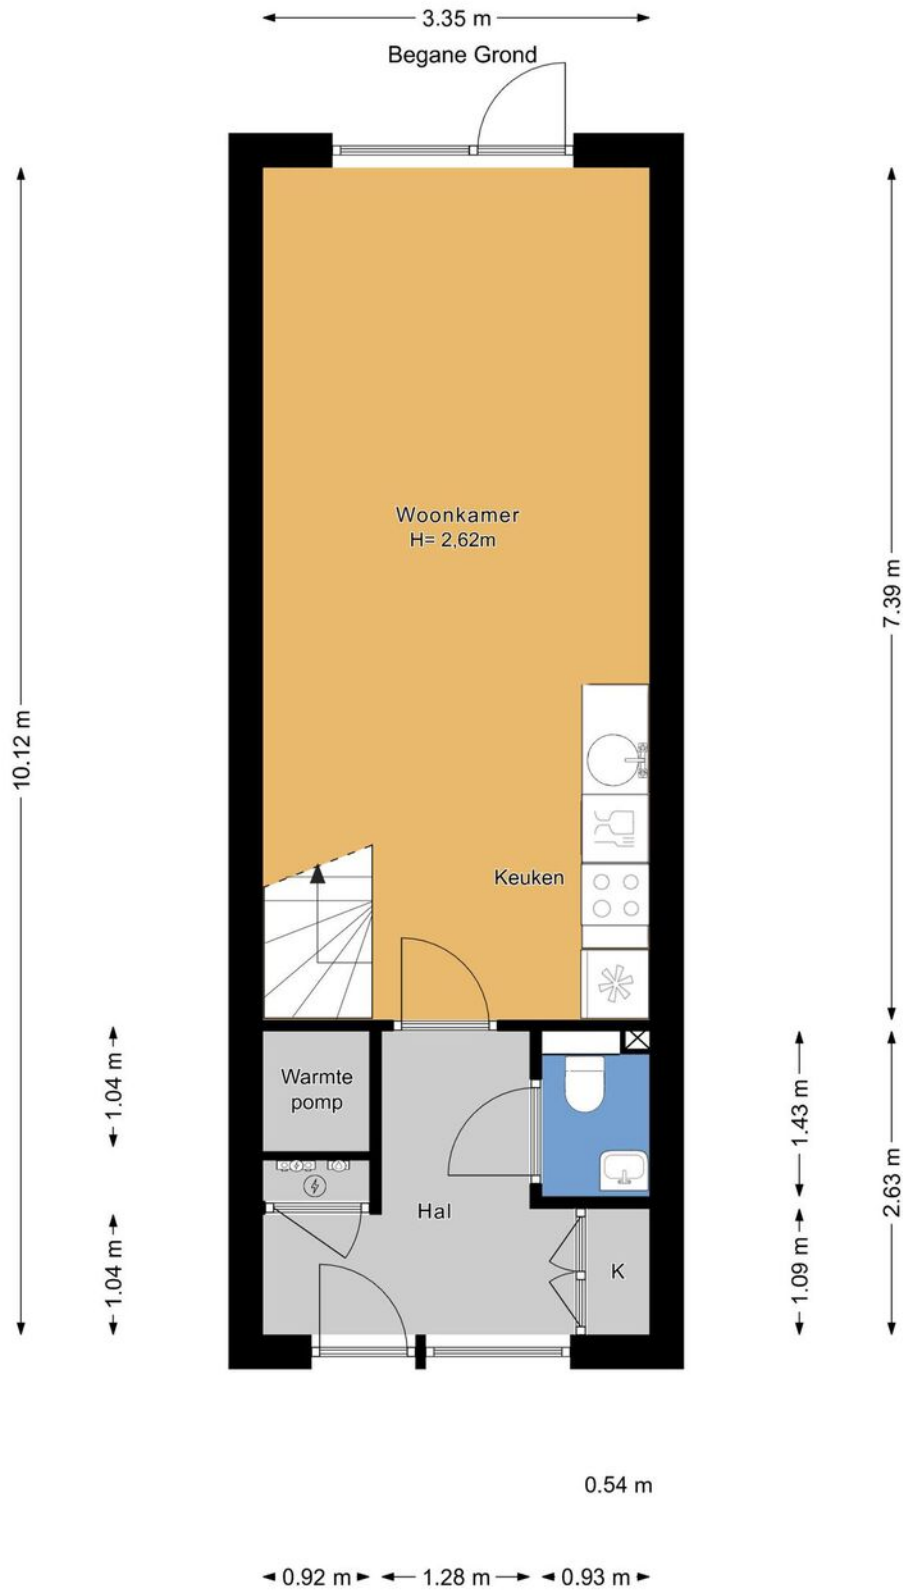 3.35 m
Begane Grond
Woonkamer
H= 2,62m
7.39 m
10.12 m
Keuken
Warmte
pomp
1.04 m
1.43 m
2.63 m
Hal
1.04 m
K
1.09 m
0.54 m
0.92 m
1.28 m
0.93 m